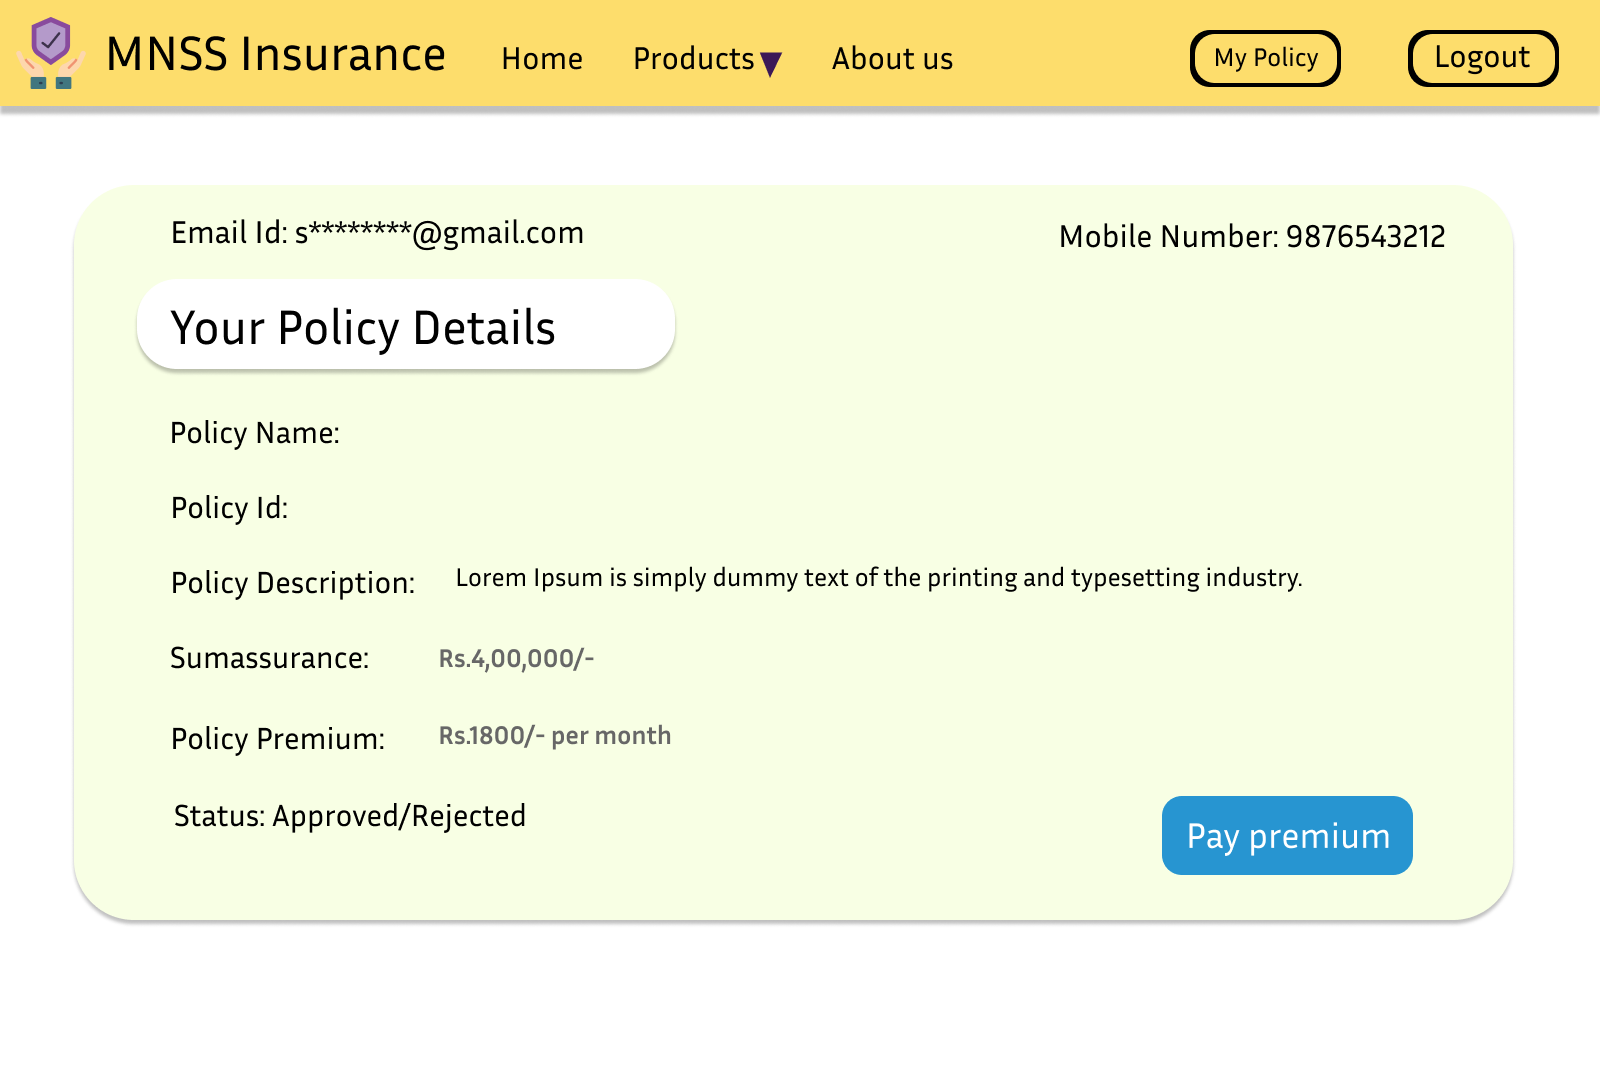 MNSS Insurance Home Products About us My Policy Logout
Email Id: s********@gmail.com Mobile Number: 9876543212
Your Policy Details
Policy Name:
Policy Id:
Policy Description: Lorem Ipsum is simply dummy text of the printing and typesetting industry.
Sumassurance: Rs.4,00,000/-
Policy Premium: Rs.1800/- per month
Status: Approved/Rejected
Pay premium